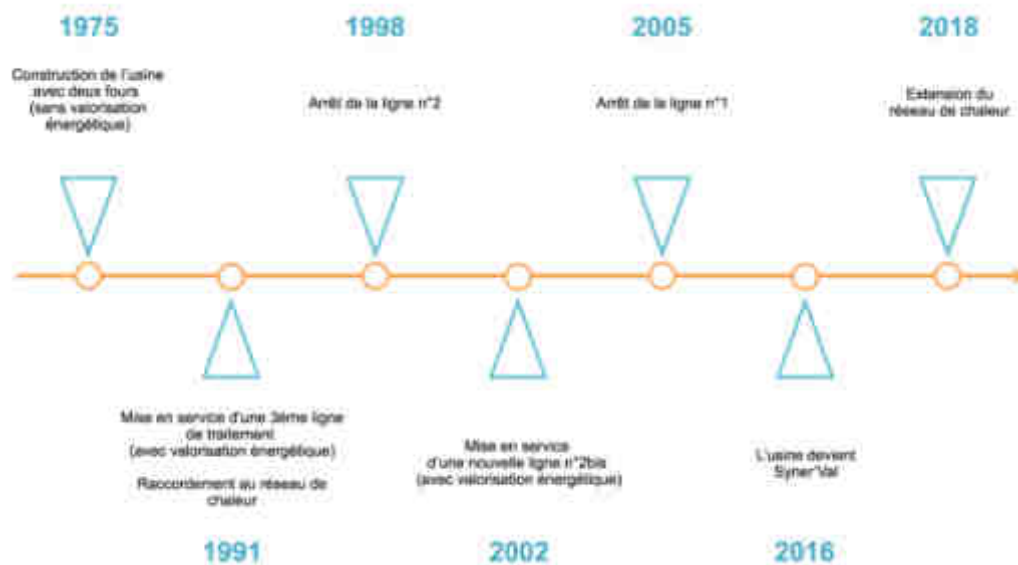 1975
Construction de l'usine
avec deux fours
(sans valorisation
énergétique)
1998
Arrêt de la ligne n°2
2005
Arrêt de la ligne n°1
2018
Extension du
réseau de chaleur
Mise en service d'une 3ème ligne
de traitement
(avec valorisation énergétique)
Raccordement au réseau de
chaleur
1991
Mise en service
d'une nouvelle ligne n°2bis
(avec valorisation énergétique)
2002
L'usine devient
Syner'Val
2016